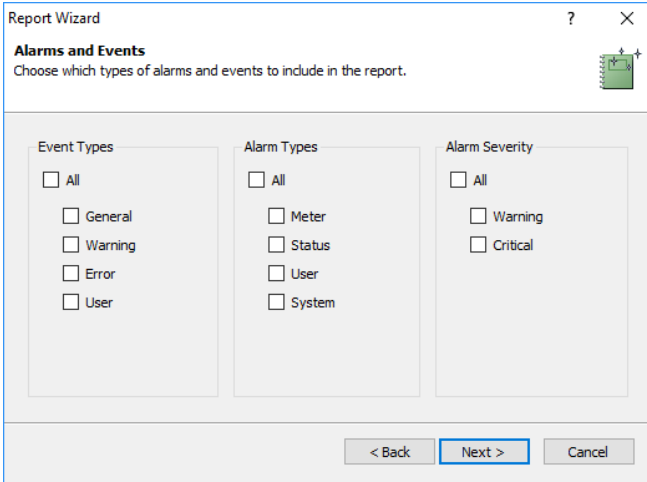 Report Wizard
?
Alarms and Events
Choose which types of alarms and events to include in the report.
Event Types
All
General
Warning
Error
User
Alarm Types
All
Meter
Status
User
System
Alarm Severity
All
Warning
Critical
< Back
Next >
Cancel